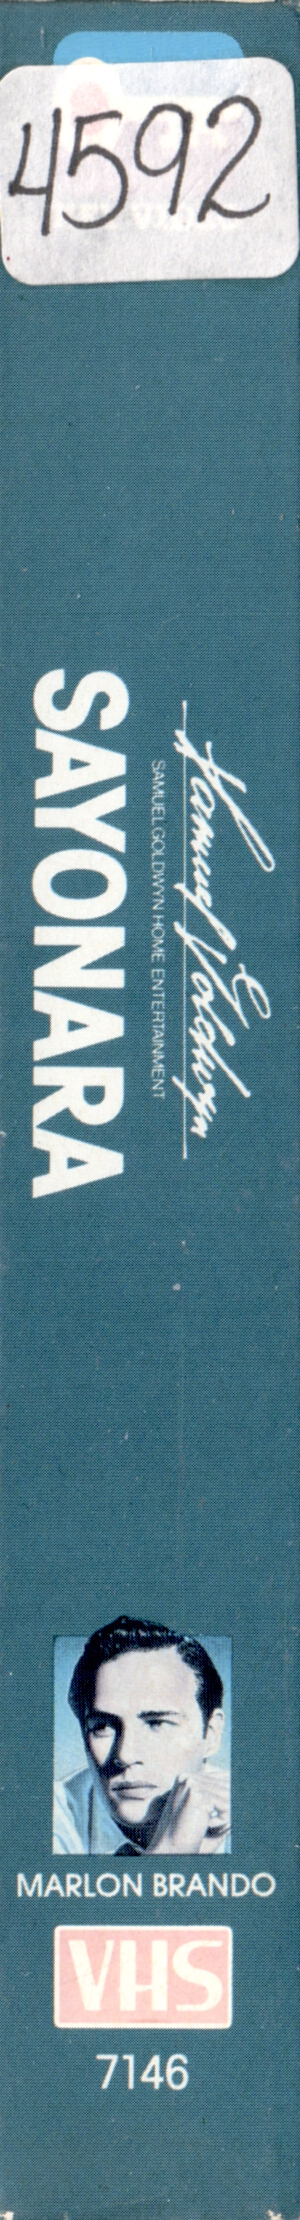 4592
Samuel Goldwyn
SAMUEL GOLDWYN HOME ENTERTAINMENT
SAYONARA
MARLON BRANDO
VHS
7146